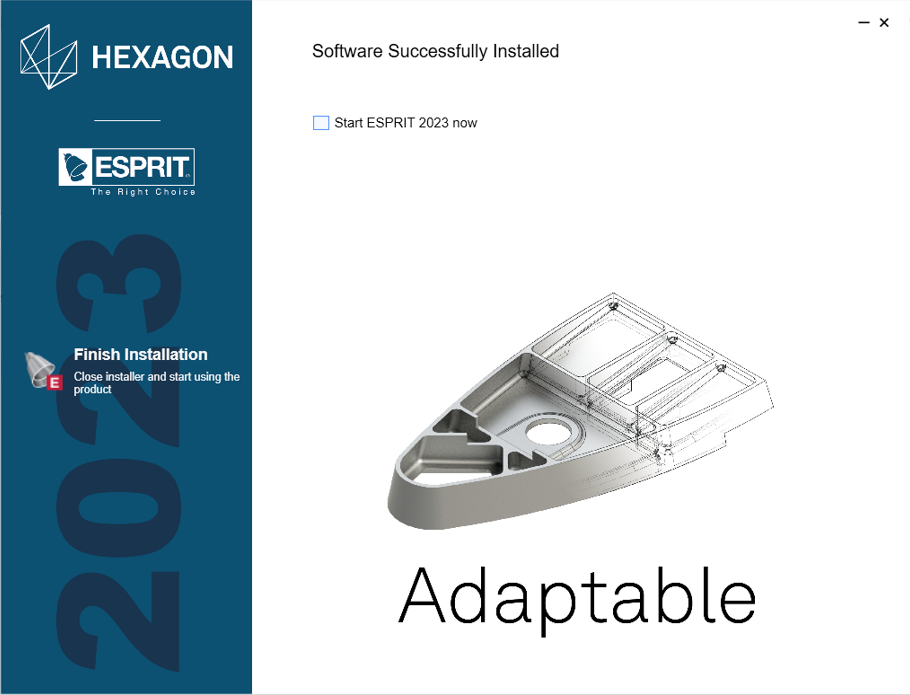 HEXAGON
ESPRIT
The Right Choice
2023
Finish Installation
Close installer and start using the
product
E
Software Successfully Installed
Start ESPRIT 2023 now
Adaptable